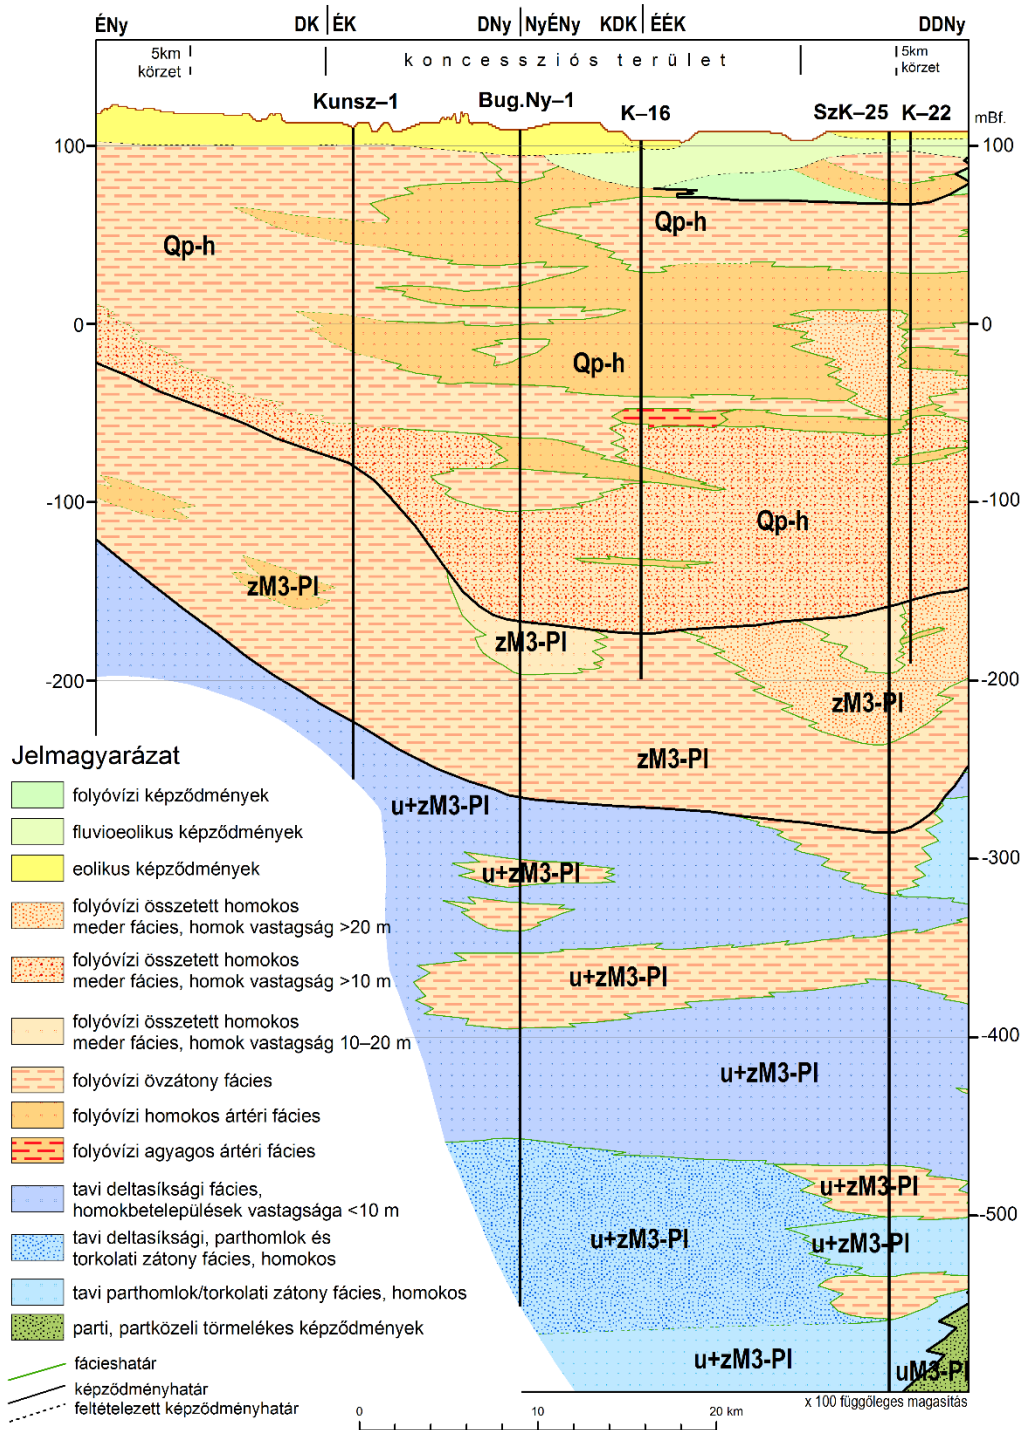 ÉNy DK ÉK DNy NyÉNy KDK ÉÉK DDNy
5km körzet
koncessziós terület
5km körzet
Kunsz–1 Bug.Ny–1 K–16 SzK–25 K–22
mBf.
100 100
Qp-h
Qp-h
0 0
Qp-h
-100 -100
Qp-h
zM3-Pl
zM3-Pl
-200 -200
zM3-Pl
zM3-Pl
u+zM3-Pl
-300
u+zM3-Pl
u+zM3-Pl
-400
u+zM3-Pl
u+zM3-Pl
-500
u+zM3-Pl
u+zM3-Pl
u+zM3-Pl
uM3-Pl
Jelmagyarázat
folyóvízi képződmények
fluvioeolikus képződmények
eolikus képződmények
folyóvízi összetett homokos
meder fácies, homok vastagság >20 m
folyóvízi összetett homokos
meder fácies, homok vastagság >10 m
folyóvízi összetett homokos
meder fácies, homok vastagság 10–20 m
folyóvízi övzátony fácies
folyóvízi homokos ártéri fácies
folyóvízi agyagos ártéri fácies
tavi deltasíksági fácies,
homokbetelepülések vastagsága <10 m
tavi deltasíksági, parthomlok és
torkolati zátony fácies, homokos
tavi parthomlok/torkolati zátony fácies, homokos
parti, partközeli törmelékes képződmények
fácieshatár
képződményhatár
feltételezett képződményhatár
x 100 függőleges magasítás
0 10 20 km